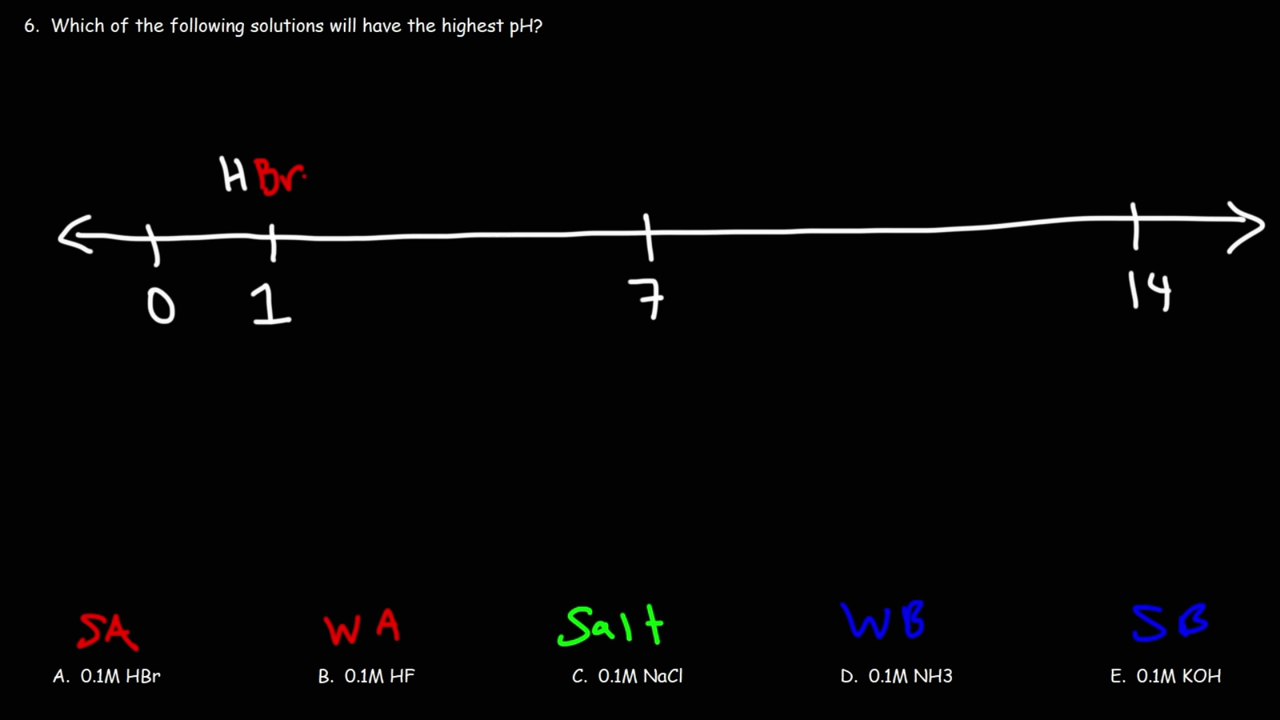 6. Which of the following solutions will have the highest pH?
HBr
0 1 7 14
SA WA Salt WB SB
A. 0.1M HBr B. 0.1M HF C. 0.1M NaCl D. 0.1M NH3 E. 0.1M KOH